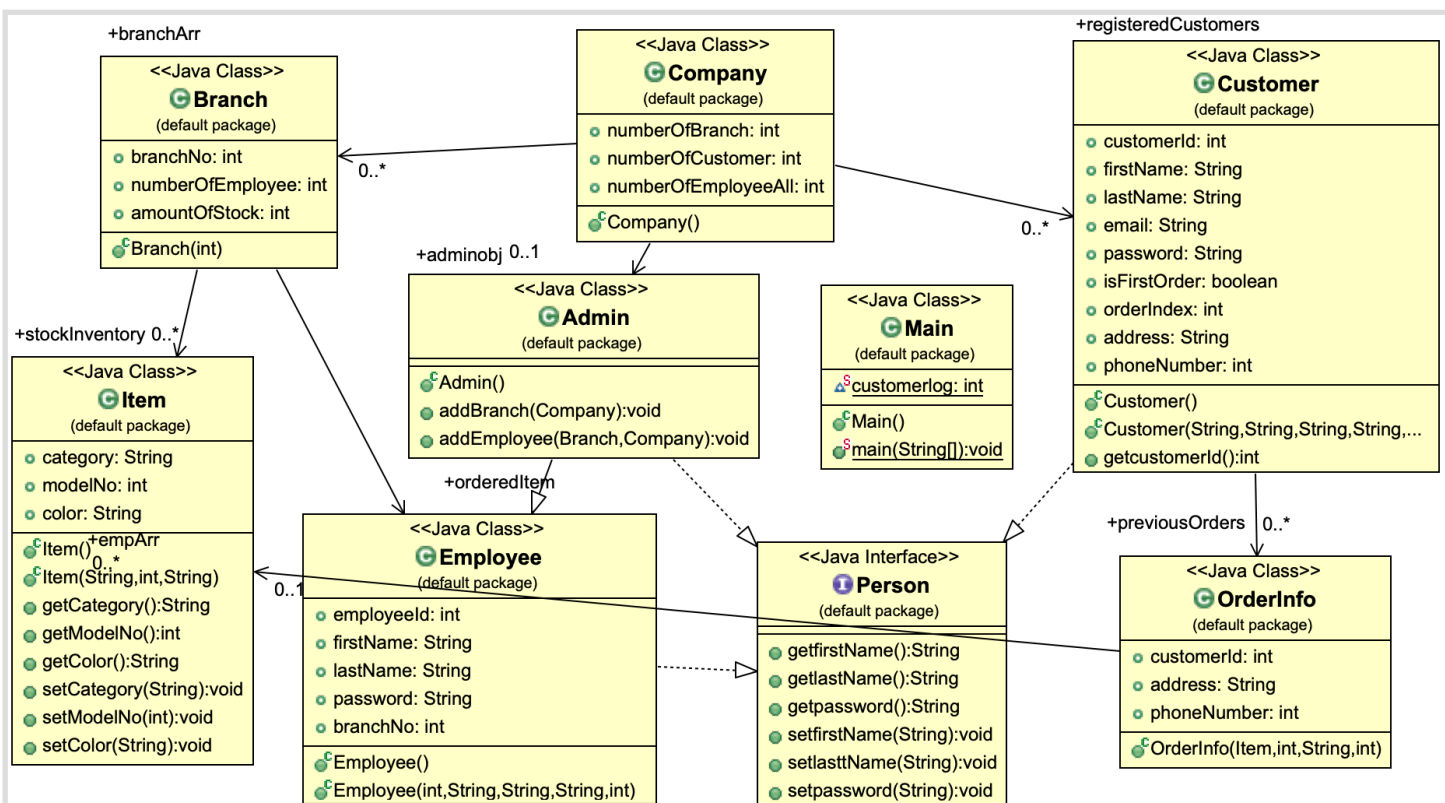 +branchArr
<<Java Class>>
Branch
(default package)
branchNo: int
numberOfEmployee: int
amountOfStock: int
Branch(int)
0..*
<<Java Class>>
Company
(default package)
numberOfBranch: int
numberOfCustomer: int
numberOfEmployeeAll: int
Company()
+registeredCustomers
0..*
<<Java Class>>
Customer
(default package)
customerId: int
firstName: String
lastName: String
email: String
password: String
isFirstOrder: boolean
orderIndex: int
address: String
phoneNumber: int
Customer()
Customer(String,String,String,String,...
getcustomerId():int
+adminobj 0..1
<<Java Class>>
Admin
(default package)
Admin()
addBranch(Company):void
addEmployee(Branch,Company):void
<<Java Class>>
Main
(default package)
customerlog: int
Main()
main(String[]):void
+stockInventory 0..*
<<Java Class>>
Item
(default package)
category: String
modelNo: int
color: String
Item()
+empArr
0..*
Item(String,int,String)
getCategory():String
getModelNo():int
getColor():String
setCategory(String):void
setModelNo(int):void
setColor(String):void
+orderedItem
0..1
<<Java Class>>
Employee
(default package)
employeeId: int
firstName: String
lastName: String
password: String
branchNo: int
Employee()
Employee(int,String,String,String,int)
<<Java Interface>>
Person
(default package)
getfirstName():String
getlastName():String
getpassword():String
setfirstName(String):void
setlasttName(String):void
setpassword(String):void
+previousOrders 0..*
<<Java Class>>
OrderInfo
(default package)
customerId: int
address: String
phoneNumber: int
OrderInfo(Item,int,String,int)